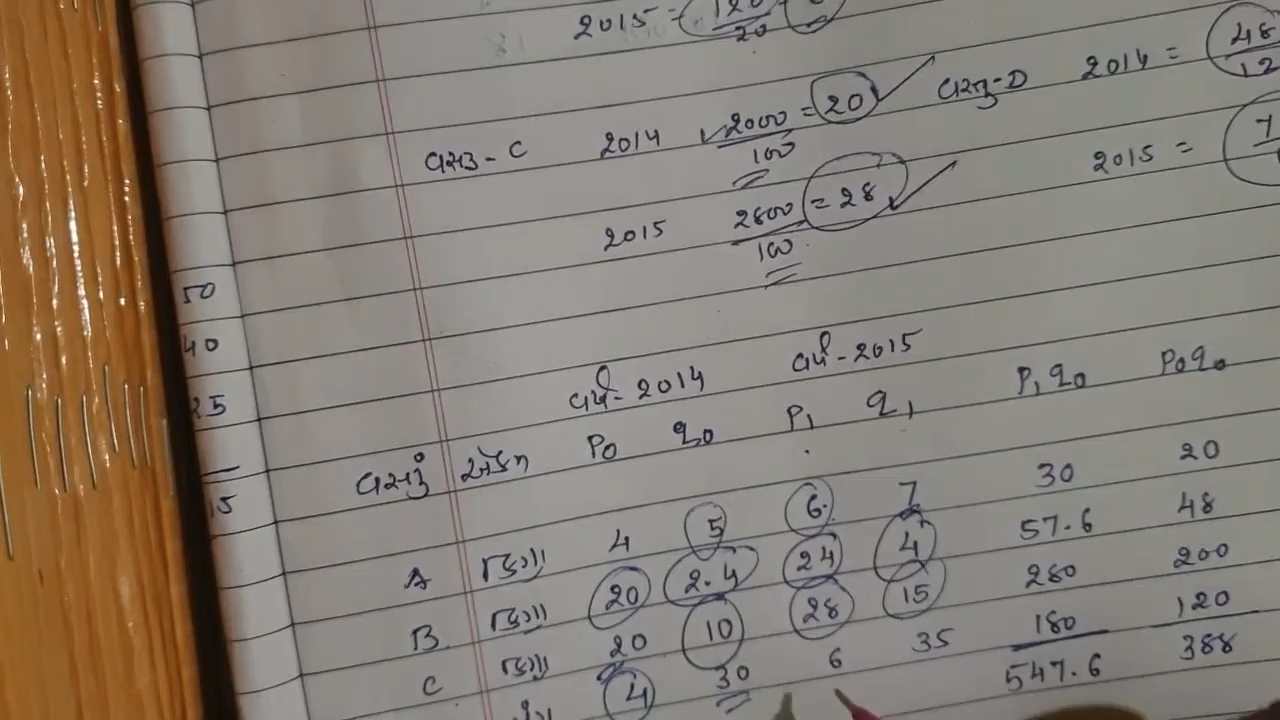 2015 = 120/20
વસ્તુ-C 2014 2000/100 = 20
વસ્તુ-D 2014 = 48/12
2015 2800/100 = 28
2015 =
50
40
25
15
વર્ષ-2014 વર્ષ-2015
વસ્તુ એકમ P0 q0 P1 q1 P1q0 P0q0
A કિગ્રા 4 5 6 7 30 20
B કિગ્રા 20 2.4 24 4 57.6 48
C કિગ્રા 20 10 28 15 280 200
4 30 6 35 180 120
547.6 388